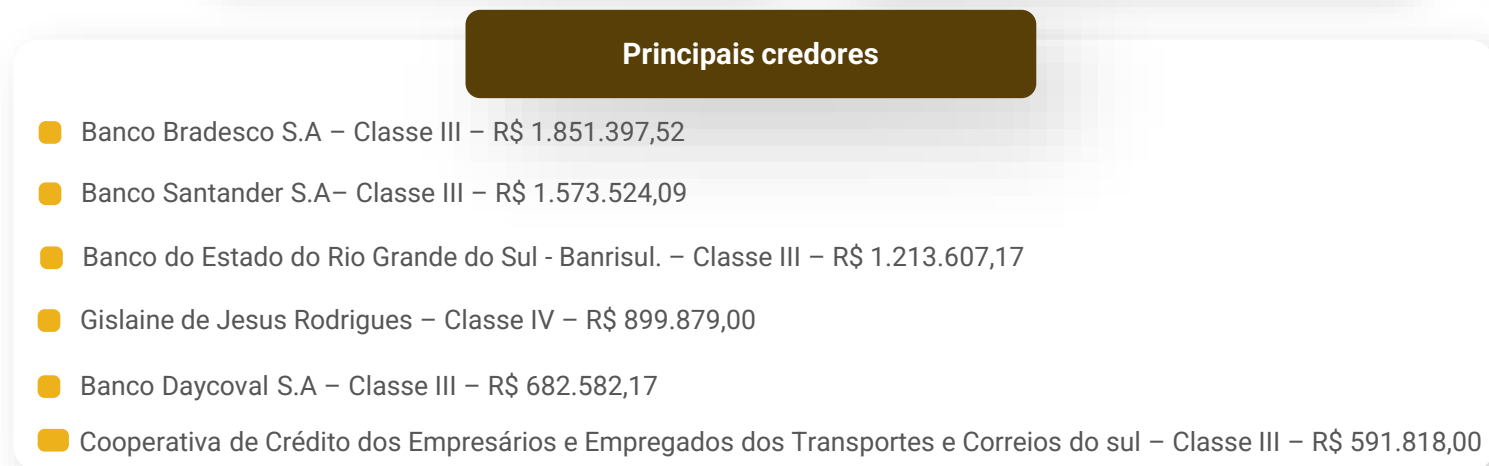 Principais credores
Banco Bradesco S.A – Classe III – R$ 1.851.397,52
Banco Santander S.A– Classe III – R$ 1.573.524,09
Banco do Estado do Rio Grande do Sul - Banrisul. – Classe III – R$ 1.213.607,17
Gislaine de Jesus Rodrigues – Classe IV – R$ 899.879,00
Banco Daycoval S.A – Classe III – R$ 682.582,17
Cooperativa de Crédito dos Empresários e Empregados dos Transportes e Correios do sul – Classe III – R$ 591.818,00